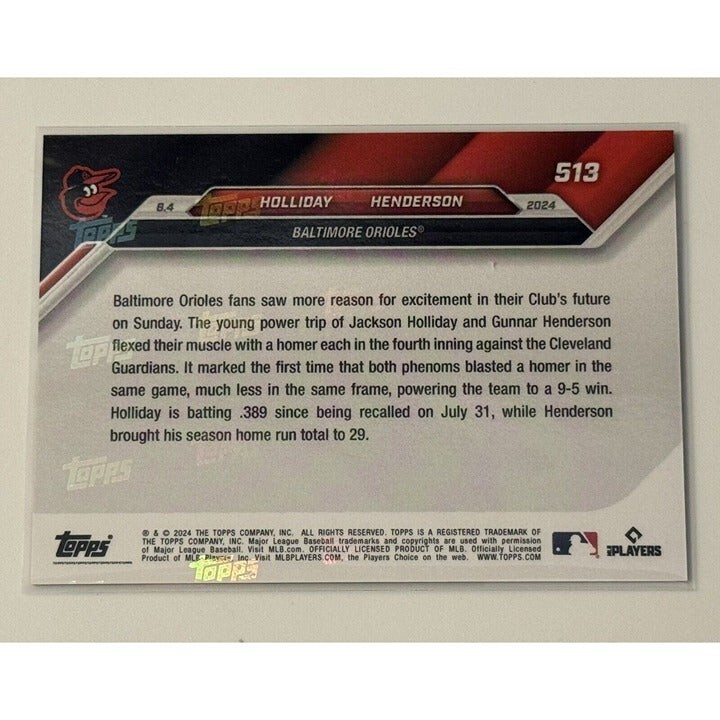 513
8.4 HOLLIDAY HENDERSON 2024
BALTIMORE ORIOLES®
Baltimore Orioles fans saw more reason for excitement in their Club's future
on Sunday. The young power trip of Jackson Holliday and Gunnar Henderson
flexed their muscle with a homer each in the fourth inning against the Cleveland
Guardians. It marked the first time that both phenoms blasted a homer in the
same game, much less in the same frame, powering the team to a 9-5 win.
Holliday is batting .389 since being recalled on July 31, while Henderson
brought his season home run total to 29.
Topps
Topps
Topps
Topps
Topps
Topps
® & © 2024 THE TOPPS COMPANY, INC. ALL RIGHTS RESERVED. TOPPS IS A REGISTERED TRADEMARK OF
THE TOPPS COMPANY, INC. Major League Baseball trademarks and copyrights are used with permission
of Major League Baseball. Visit MLB.com. OFFICIALLY LICENSED PRODUCT OF MLB. Officially Licensed
Product of MLB Players, Inc. Visit MLBPLAYERS.COM, the Players Choice on the web. WWW.TOPPS.COM
PLAYERS